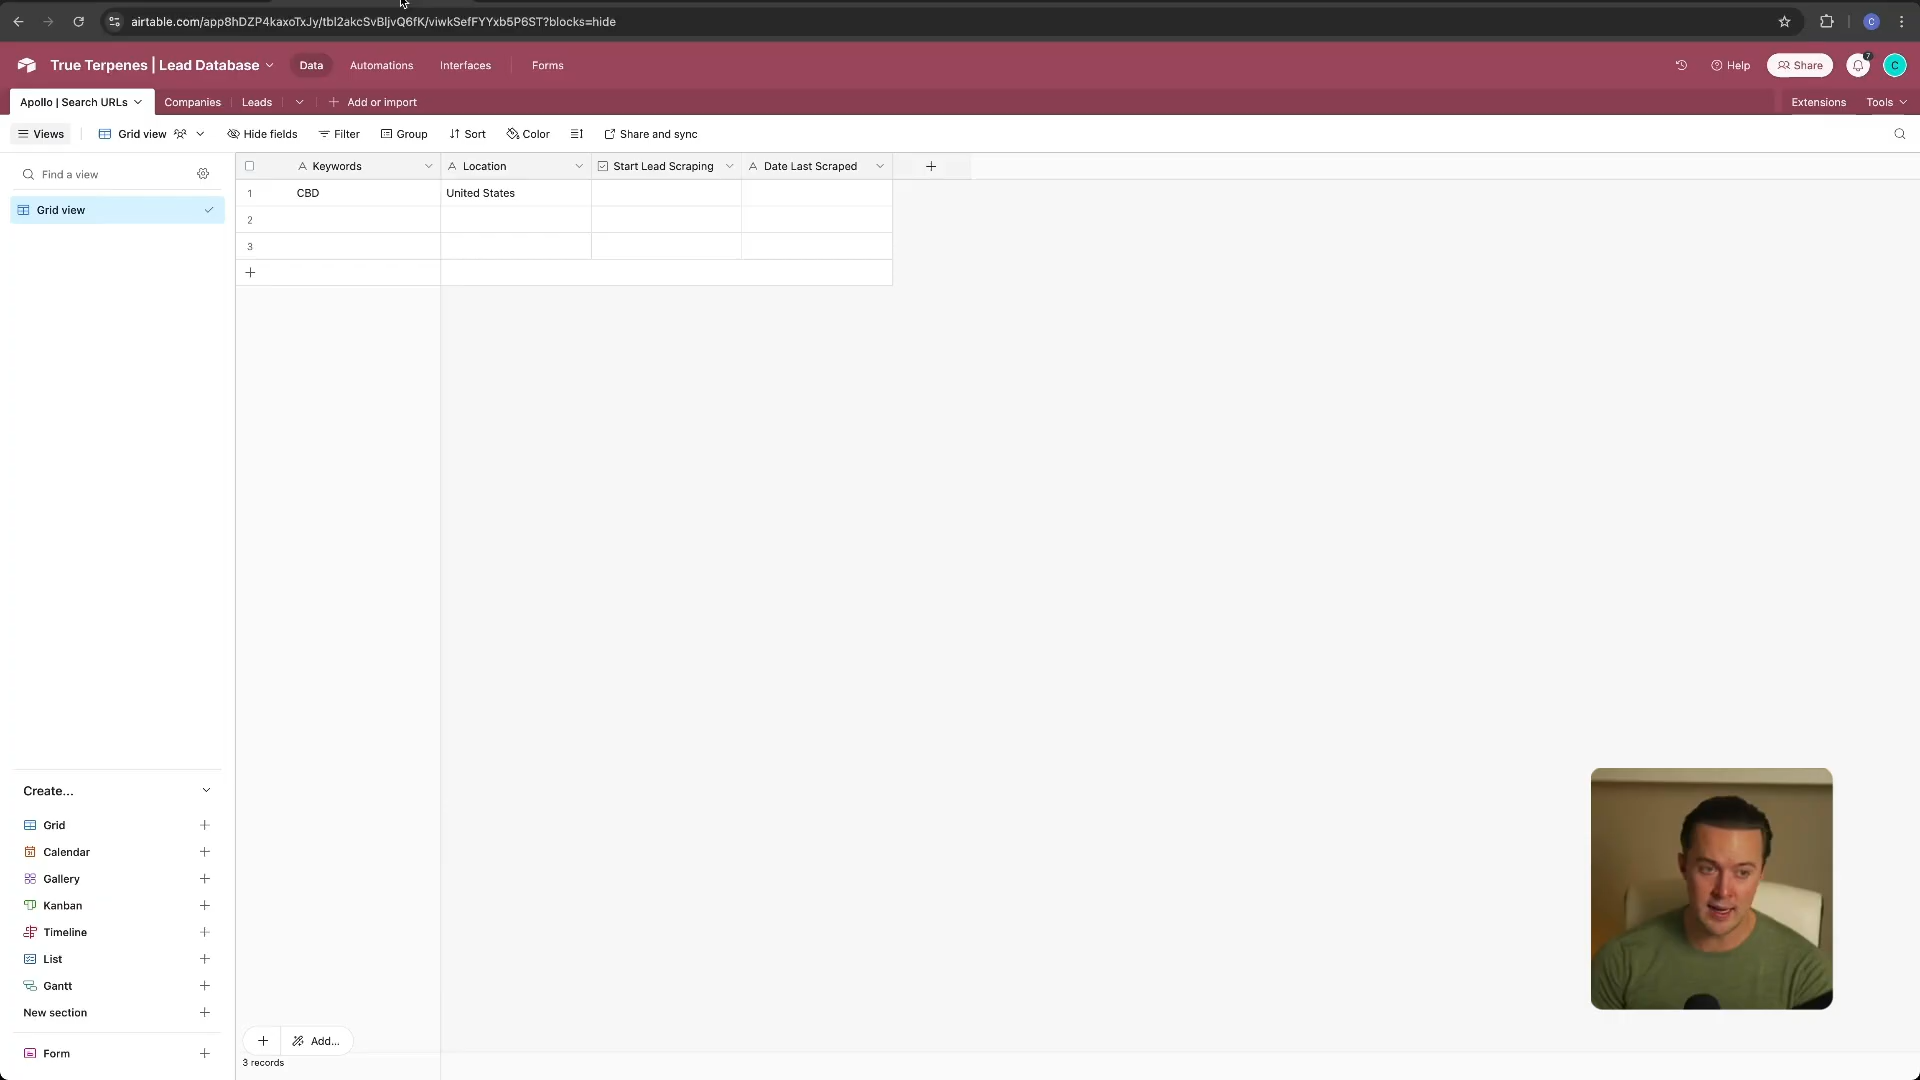 airtable.com/app8hDZP4kaxoTxJy/tbl2akcSvBljvQ6fK/viwkSefFYYxb5P6ST?blocks=hide
C
True Terpenes | Lead Database
Data
Automations
Interfaces
Forms
Help
Share
7
C
Apollo | Search URLs
Companies
Leads
Add or import
Extensions
Tools
Views
Grid view
Hide fields
Filter
Group
Sort
Color
Share and sync
Find a view
Grid view
Keywords
Location
Start Lead Scraping
Date Last Scraped
1 CBD United States
2
3
Create...
Grid
Calendar
Gallery
Kanban
Timeline
List
Gantt
New section
Form
Add...
3 records